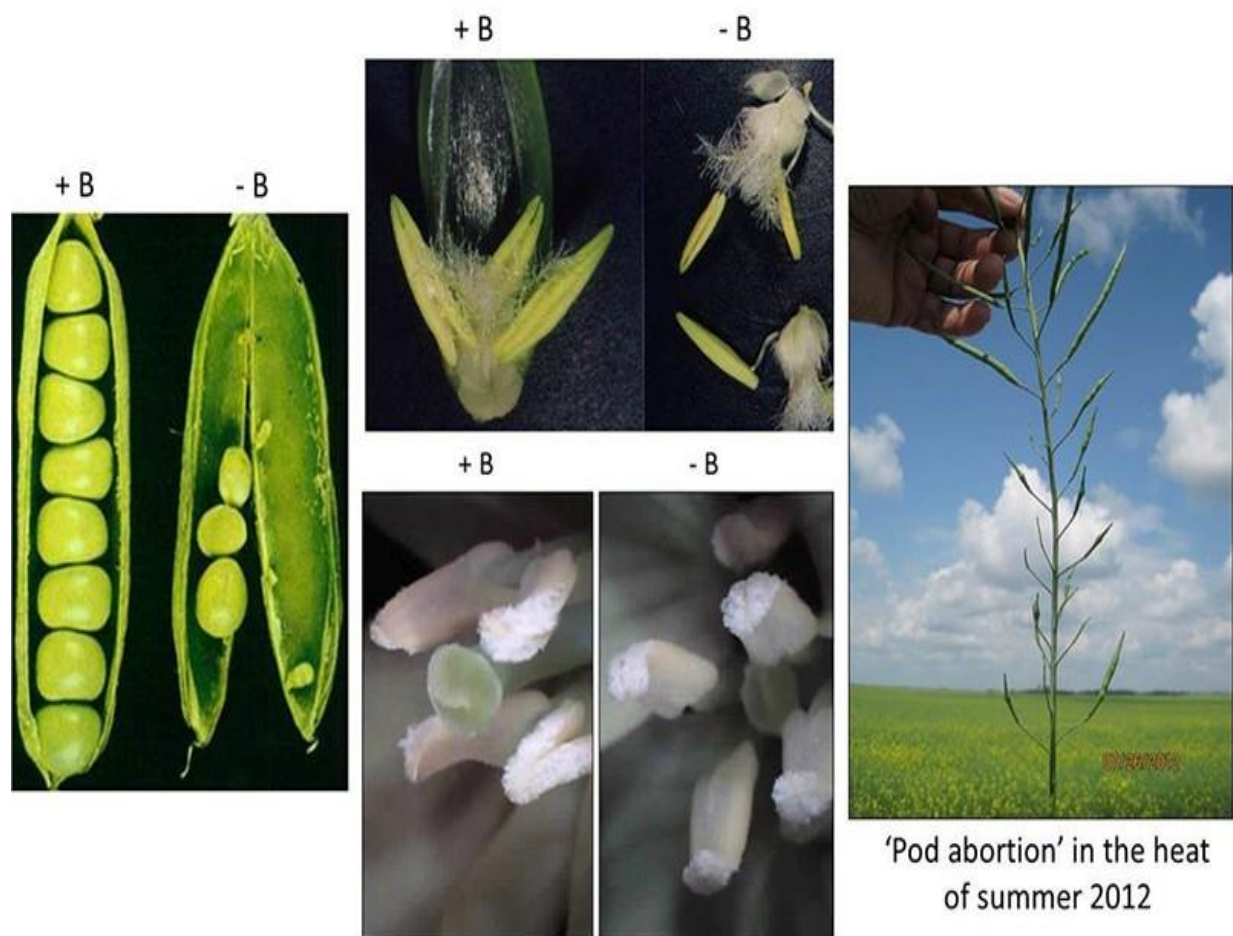 + B
- B
+ B
- B
+ B
- B
'Pod abortion' in the heat
of summer 2012